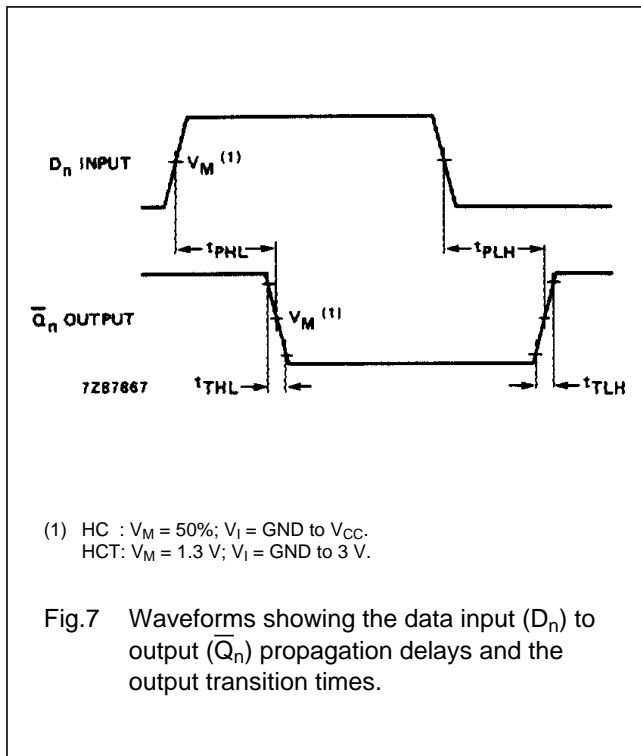 Dn INPUT
VM (1)
tPHL
tPLH
Q̅n OUTPUT
VM (1)
7Z87867
tTHL
tTLH
(1) HC : VM = 50%; VI = GND to VCC.
HCT: VM = 1.3 V; VI = GND to 3 V.
Fig.7 Waveforms showing the data input (Dn) to
output (Q̅n) propagation delays and the
output transition times.